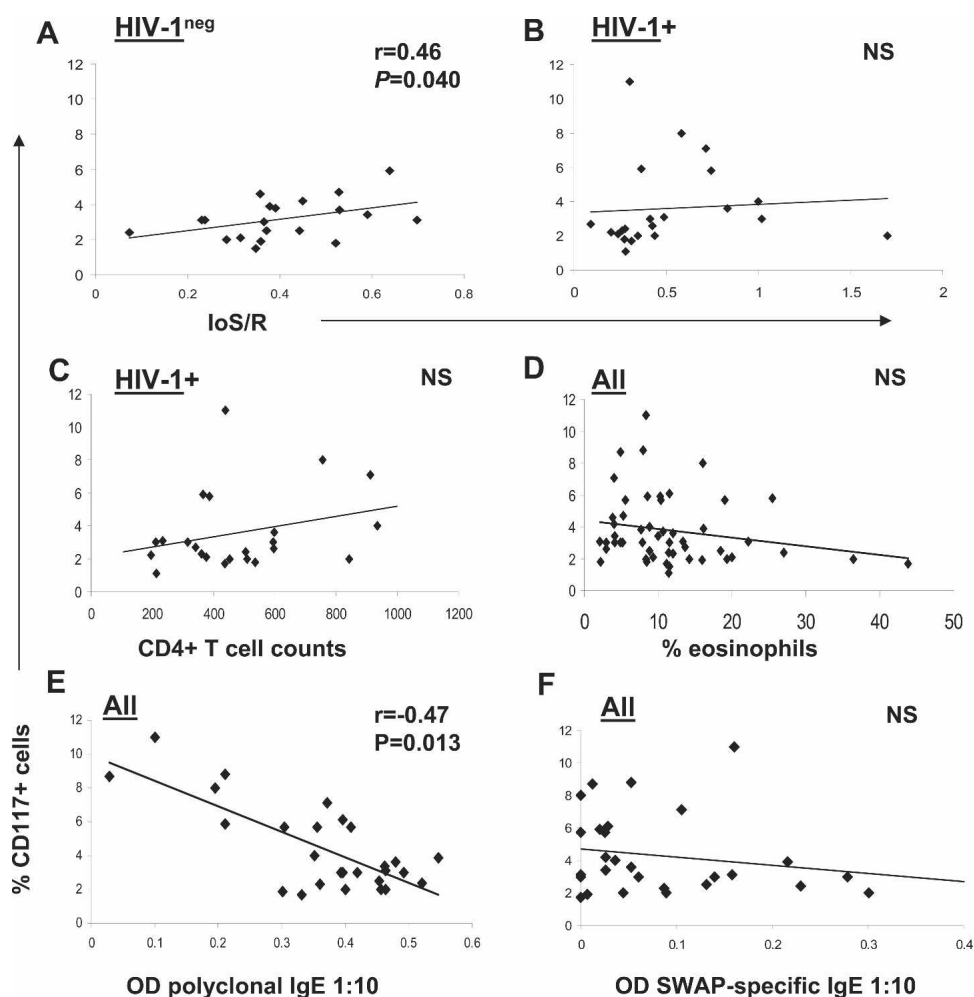 A HIV-1neg
r=0.46
P=0.040
12
10
8
6
4
2
0
0 0.2 0.4 0.6 0.8
IoS/R
B HIV-1+ NS
12
10
8
6
4
2
0
0 0.5 1 1.5 2
C HIV-1+ NS
12
10
8
6
4
2
0
0 200 400 600 800 1000 1200
CD4+ T cell counts
D All NS
12
10
8
6
4
2
0
0 10 20 30 40 50
% eosinophils
% CD117+ cells
E All
r=-0.47
P=0.013
12
10
8
6
4
2
0
0 0.1 0.2 0.3 0.4 0.5 0.6
OD polyclonal IgE 1:10
F All NS
12
10
8
6
4
2
0
0 0.1 0.2 0.3 0.4
OD SWAP-specific IgE 1:10